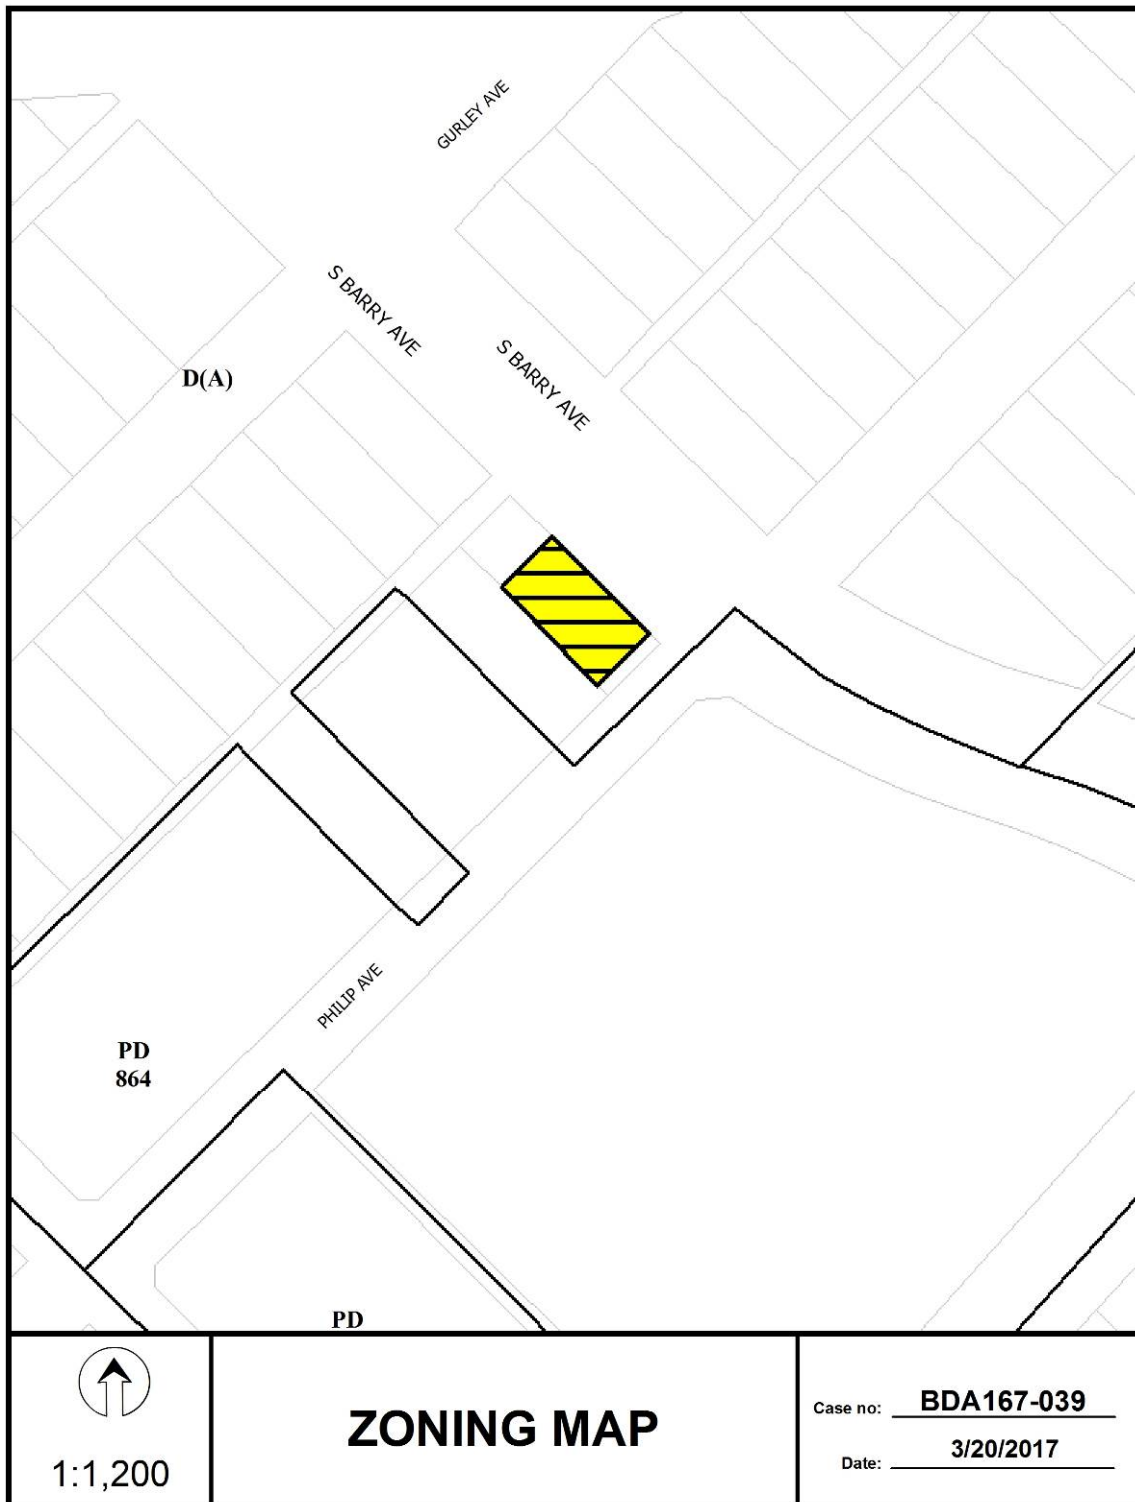 GURLEY AVE
S BARRY AVE
S BARRY AVE
D(A)
PHILIP AVE
PD
864
PD
1:1,200
ZONING MAP
Case no: BDA167-039
Date: 3/20/2017